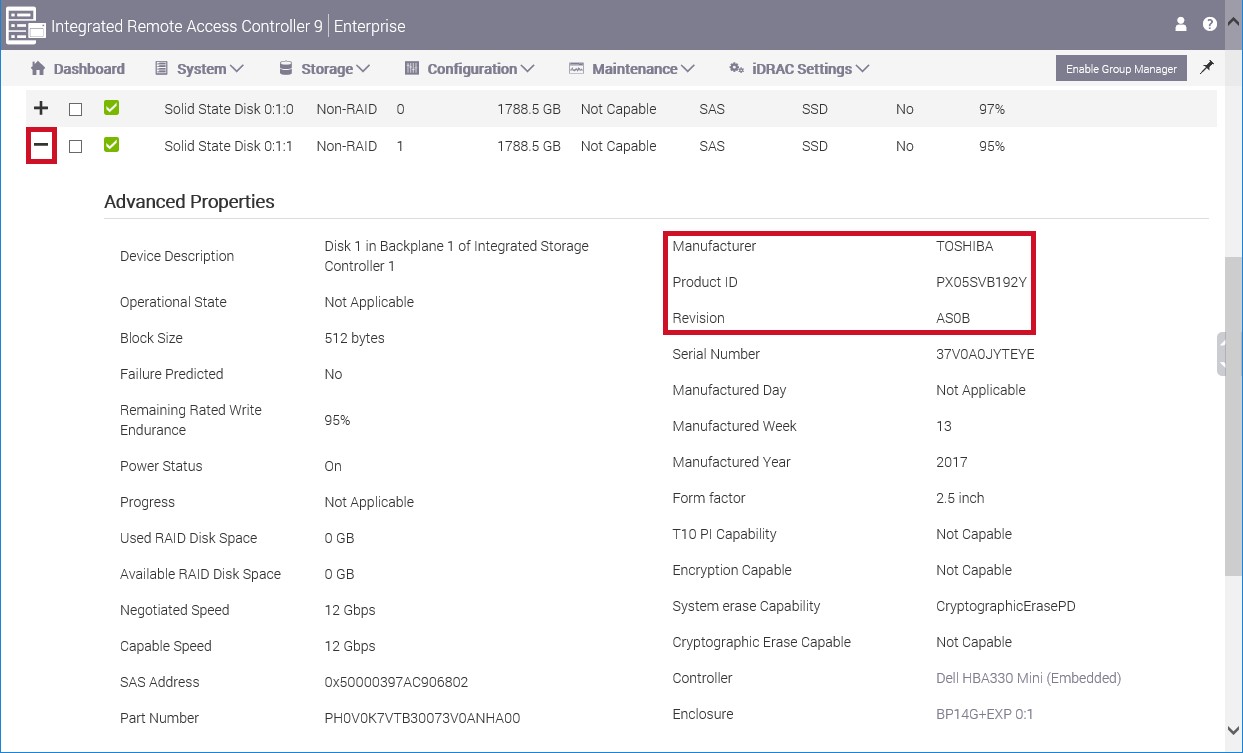 Integrated Remote Access Controller 9 | Enterprise
Dashboard System Storage Configuration Maintenance iDRAC Settings Enable Group Manager
Solid State Disk 0:1:0 Non-RAID 0 1788.5 GB Not Capable SAS SSD No 97%
Solid State Disk 0:1:1 Non-RAID 1 1788.5 GB Not Capable SAS SSD No 95%
Advanced Properties
Device Description Disk 1 in Backplane 1 of Integrated Storage
Controller 1
Operational State Not Applicable
Block Size 512 bytes
Failure Predicted No
Remaining Rated Write
Endurance 95%
Power Status On
Progress Not Applicable
Used RAID Disk Space 0 GB
Available RAID Disk Space 0 GB
Negotiated Speed 12 Gbps
Capable Speed 12 Gbps
SAS Address 0x50000397AC906802
Part Number PH0V0K7VTB30073V0ANHA00
Manufacturer TOSHIBA
Product ID PX05SVB192Y
Revision AS0B
Serial Number 37V0A0JYTEYE
Manufactured Day Not Applicable
Manufactured Week 13
Manufactured Year 2017
Form factor 2.5 inch
T10 PI Capability Not Capable
Encryption Capable Not Capable
System erase Capability CryptographicErasePD
Cryptographic Erase Capable Not Capable
Controller Dell HBA330 Mini (Embedded)
Enclosure BP14G+EXP 0:1